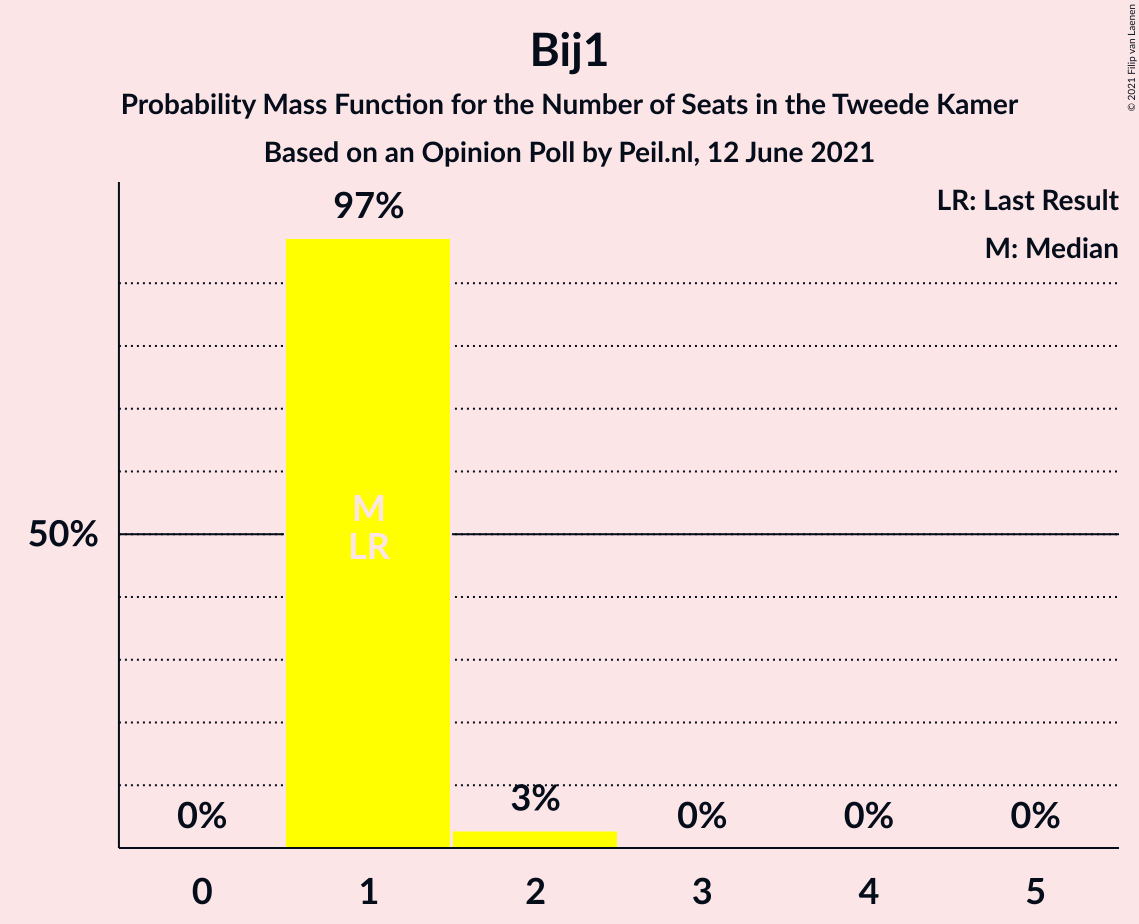 Bij1
Probability Mass Function for the Number of Seats in the Tweede Kamer
Based on an Opinion Poll by Peil.nl, 12 June 2021
© 2021 Filip van Laenen
LR: Last Result
M: Median
97%
M
LR
50%
0%
3%
0%
0%
0%
0 1 2 3 4 5